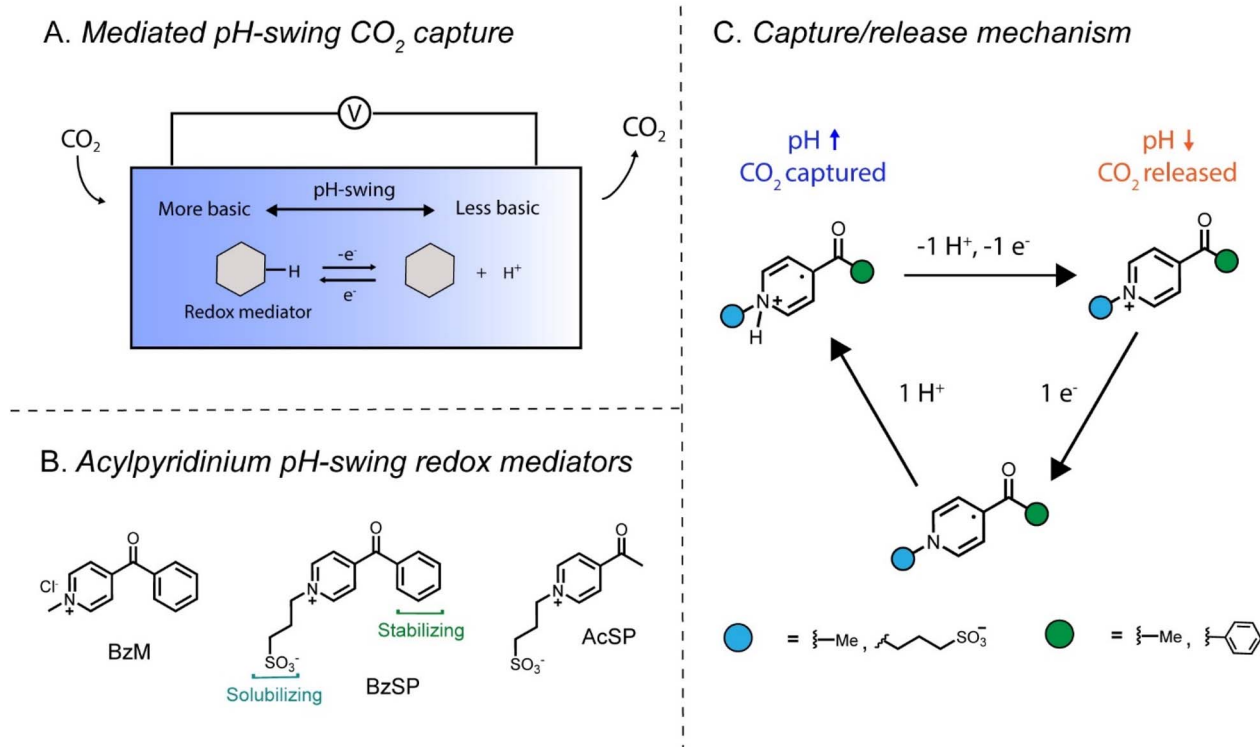 A. Mediated pH-swing CO₂ capture
V
CO₂
CO₂
pH-swing
More basic
Less basic
-e⁻
H
+ H⁺
e⁻
Redox mediator
B. Acylpyridinium pH-swing redox mediators
O
Cl⁻
N
+
BzM
O
N
+
Stabilizing
SO₃⁻
Solubilizing
BzSP
O
N
+
AcSP
SO₃⁻
C. Capture/release mechanism
pH ↑
CO₂ captured
pH ↓
CO₂ released
O
N
+
H
-1 H⁺, -1 e⁻
O
N
+
1 H⁺
1 e⁻
O
N
= Me , SO₃⁻
= Me ,